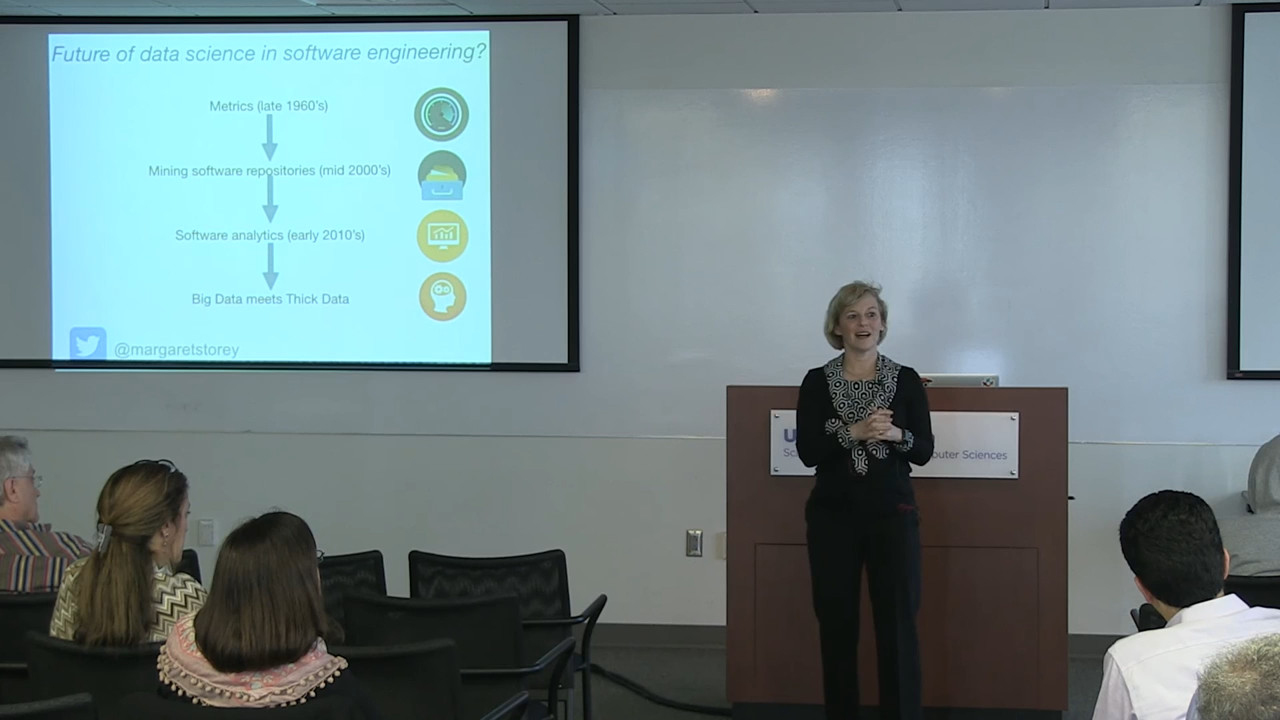 Future of data science in software engineering?
Metrics (late 1960's)
Mining software repositories (mid 2000's)
Software analytics (early 2010's)
Big Data meets Thick Data
@margaretstorey
Computer Sciences